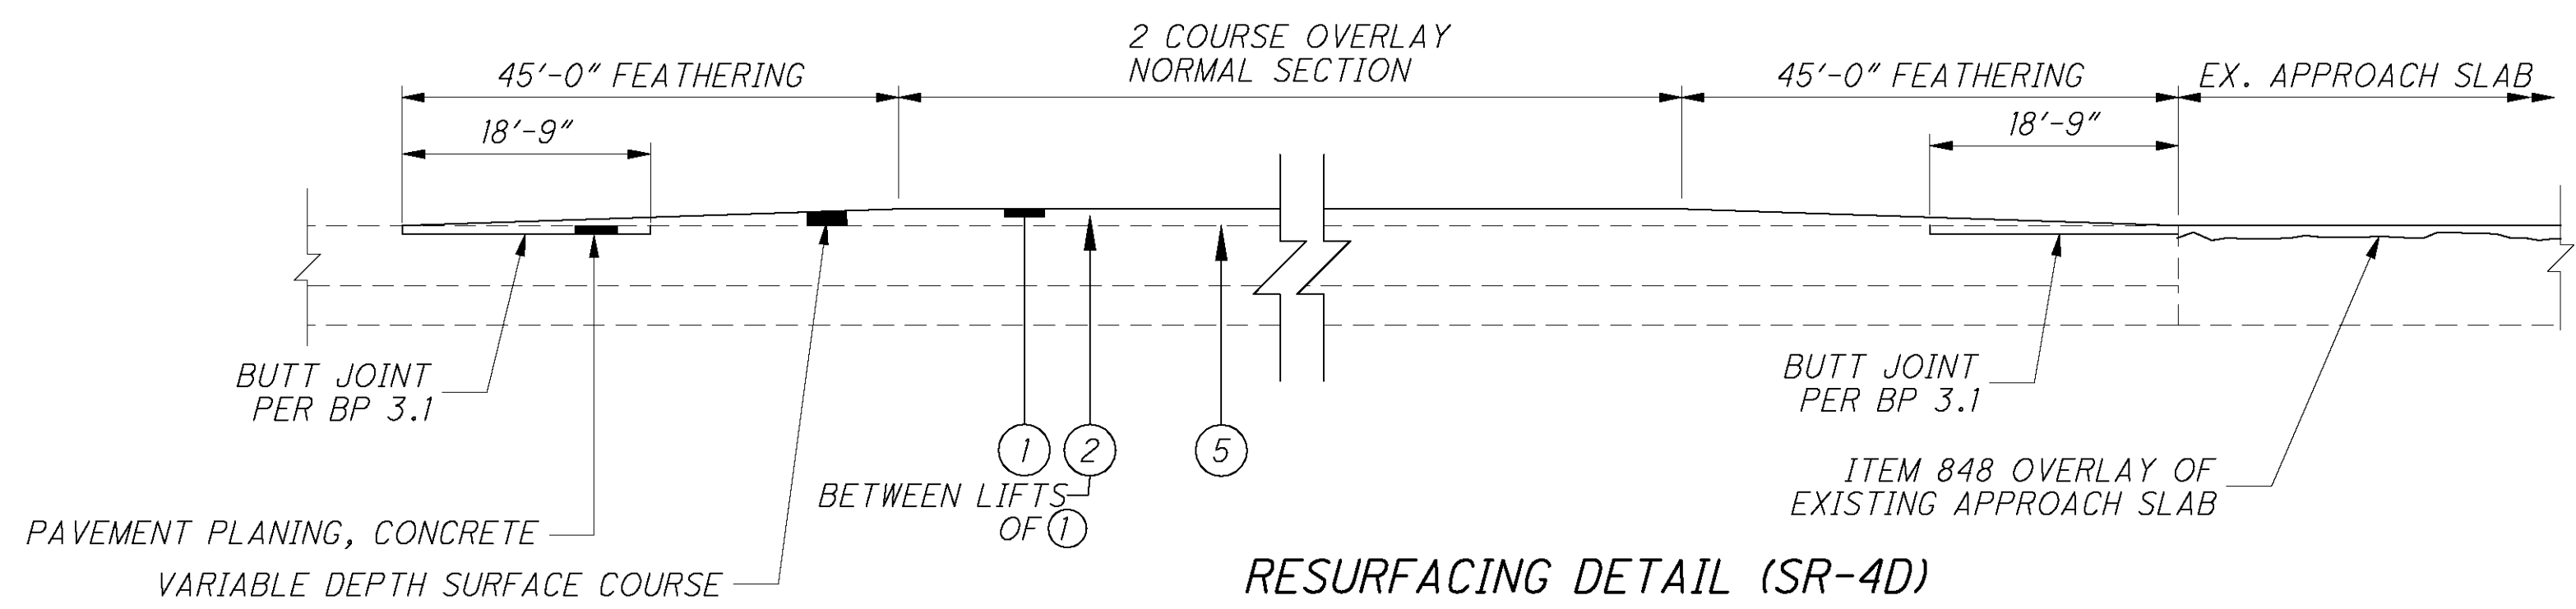 2 COURSE OVERLAY
NORMAL SECTION
45'-0" FEATHERING
45'-0" FEATHERING
EX. APPROACH SLAB
18'-9"
18'-9"
BUTT JOINT
PER BP 3.1
BUTT JOINT
PER BP 3.1
1
2
5
BETWEEN LIFTS
OF 1
ITEM 848 OVERLAY OF
EXISTING APPROACH SLAB
PAVEMENT PLANING, CONCRETE
VARIABLE DEPTH SURFACE COURSE
RESURFACING DETAIL (SR-4D)